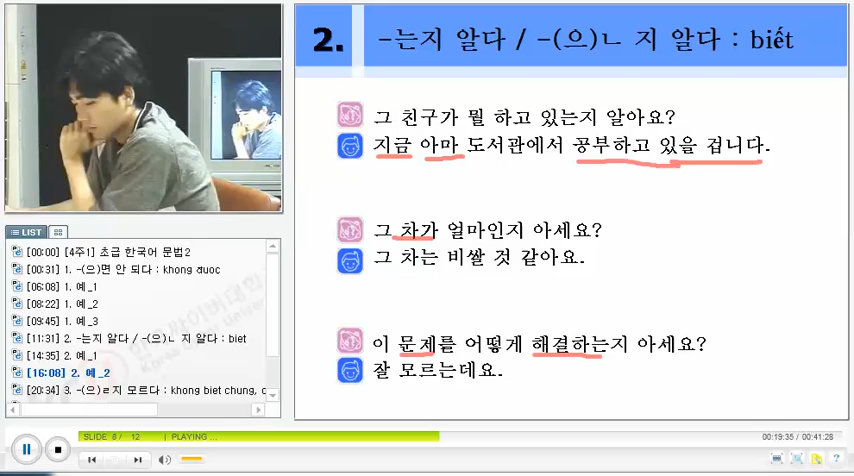 2. -는지 알다 / -(으)ㄴ 지 알다 : biết
그 친구가 뭘 하고 있는지 알아요?
지금 아마 도서관에서 공부하고 있을 겁니다.
그 차가 얼마인지 아세요?
그 차는 비쌀 것 같아요.
이 문제를 어떻게 해결하는지 아세요?
잘 모르는데요.
LIST
[00:00] [4주1] 초급 한국어 문법2
[00:31] 1. -(으)면 안 되다 : khong duoc
[06:08] 1. 예_1
[08:22] 1. 예_2
[09:45] 1. 예_3
[11:31] 2. -는지 알다 / -(으)ㄴ 지 알다 : biet
[14:35] 2. 예_1
[16:08] 2. 예_2
[20:34] 3. -(으)ㄹ 지 모르다 : khong biet chung, c
SLIDE 8 / 12 | PLAYING ...
00:19:35 / 00:41:28